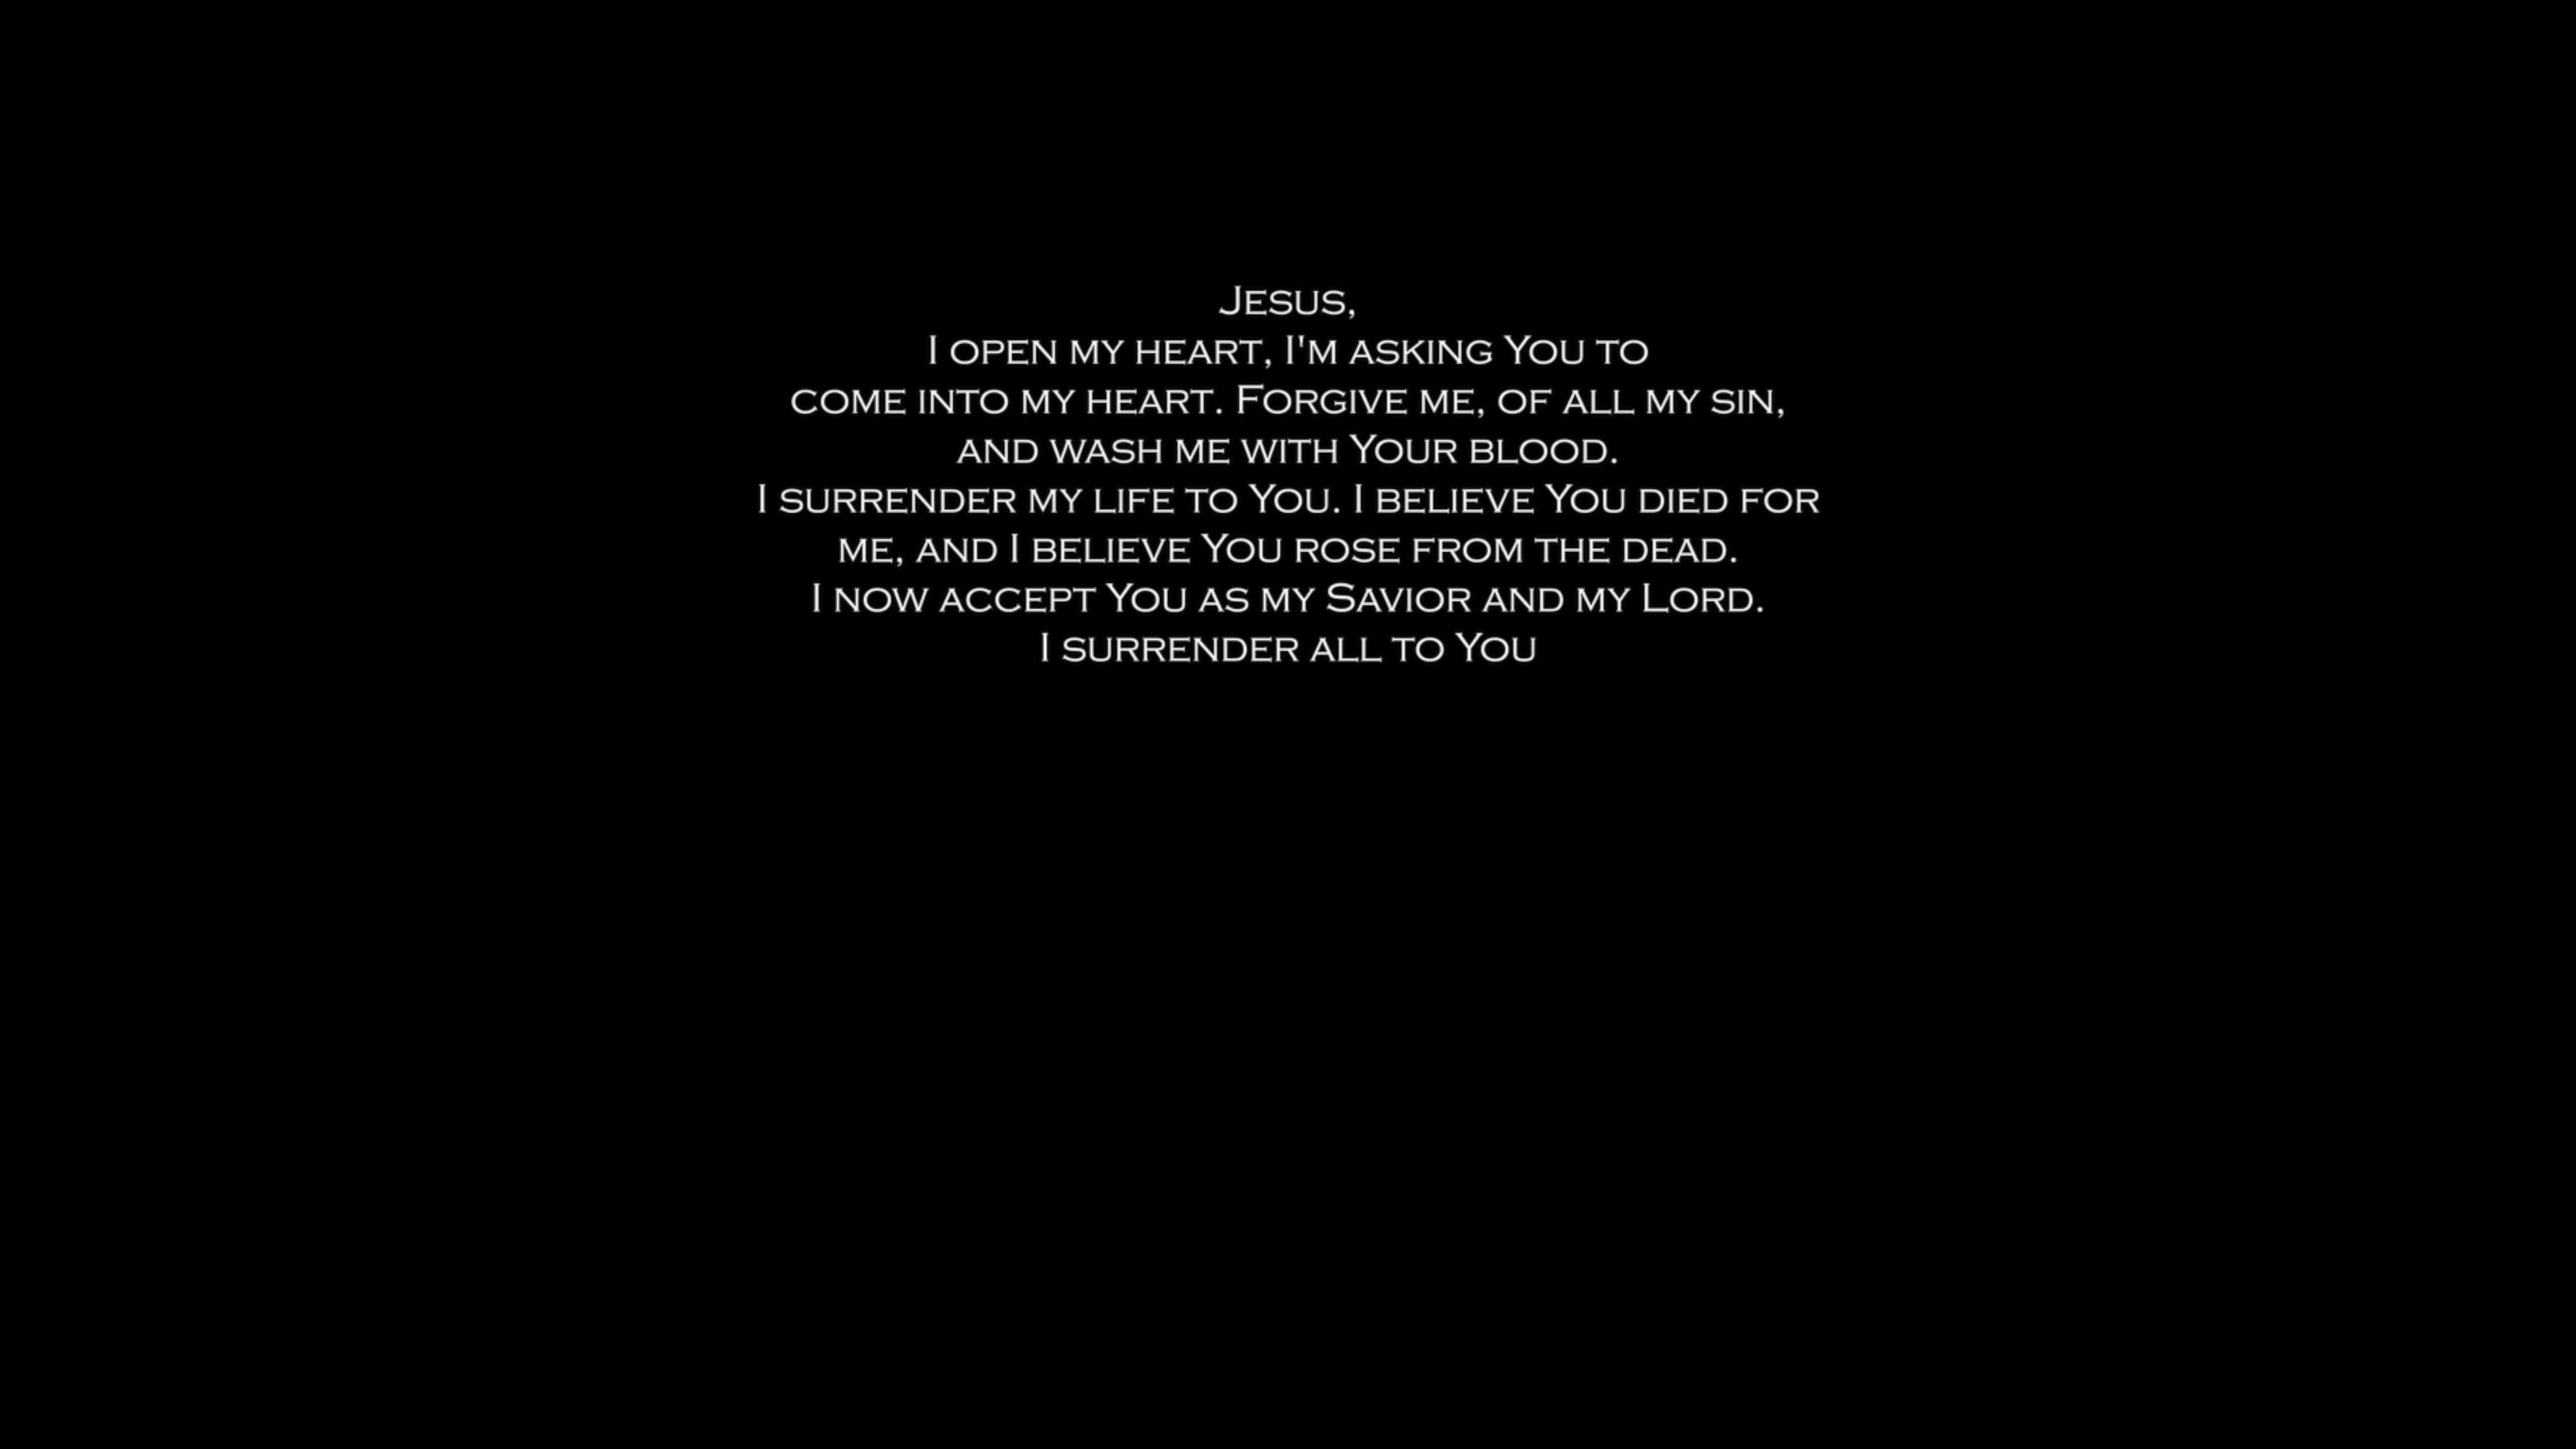 Jesus,
I open my heart, I'm asking You to
come into my heart. Forgive me, of all my sin,
and wash me with Your blood.
I surrender my life to You. I believe You died for
me, and I believe You rose from the dead.
I now accept You as my Savior and my Lord.
I surrender all to You